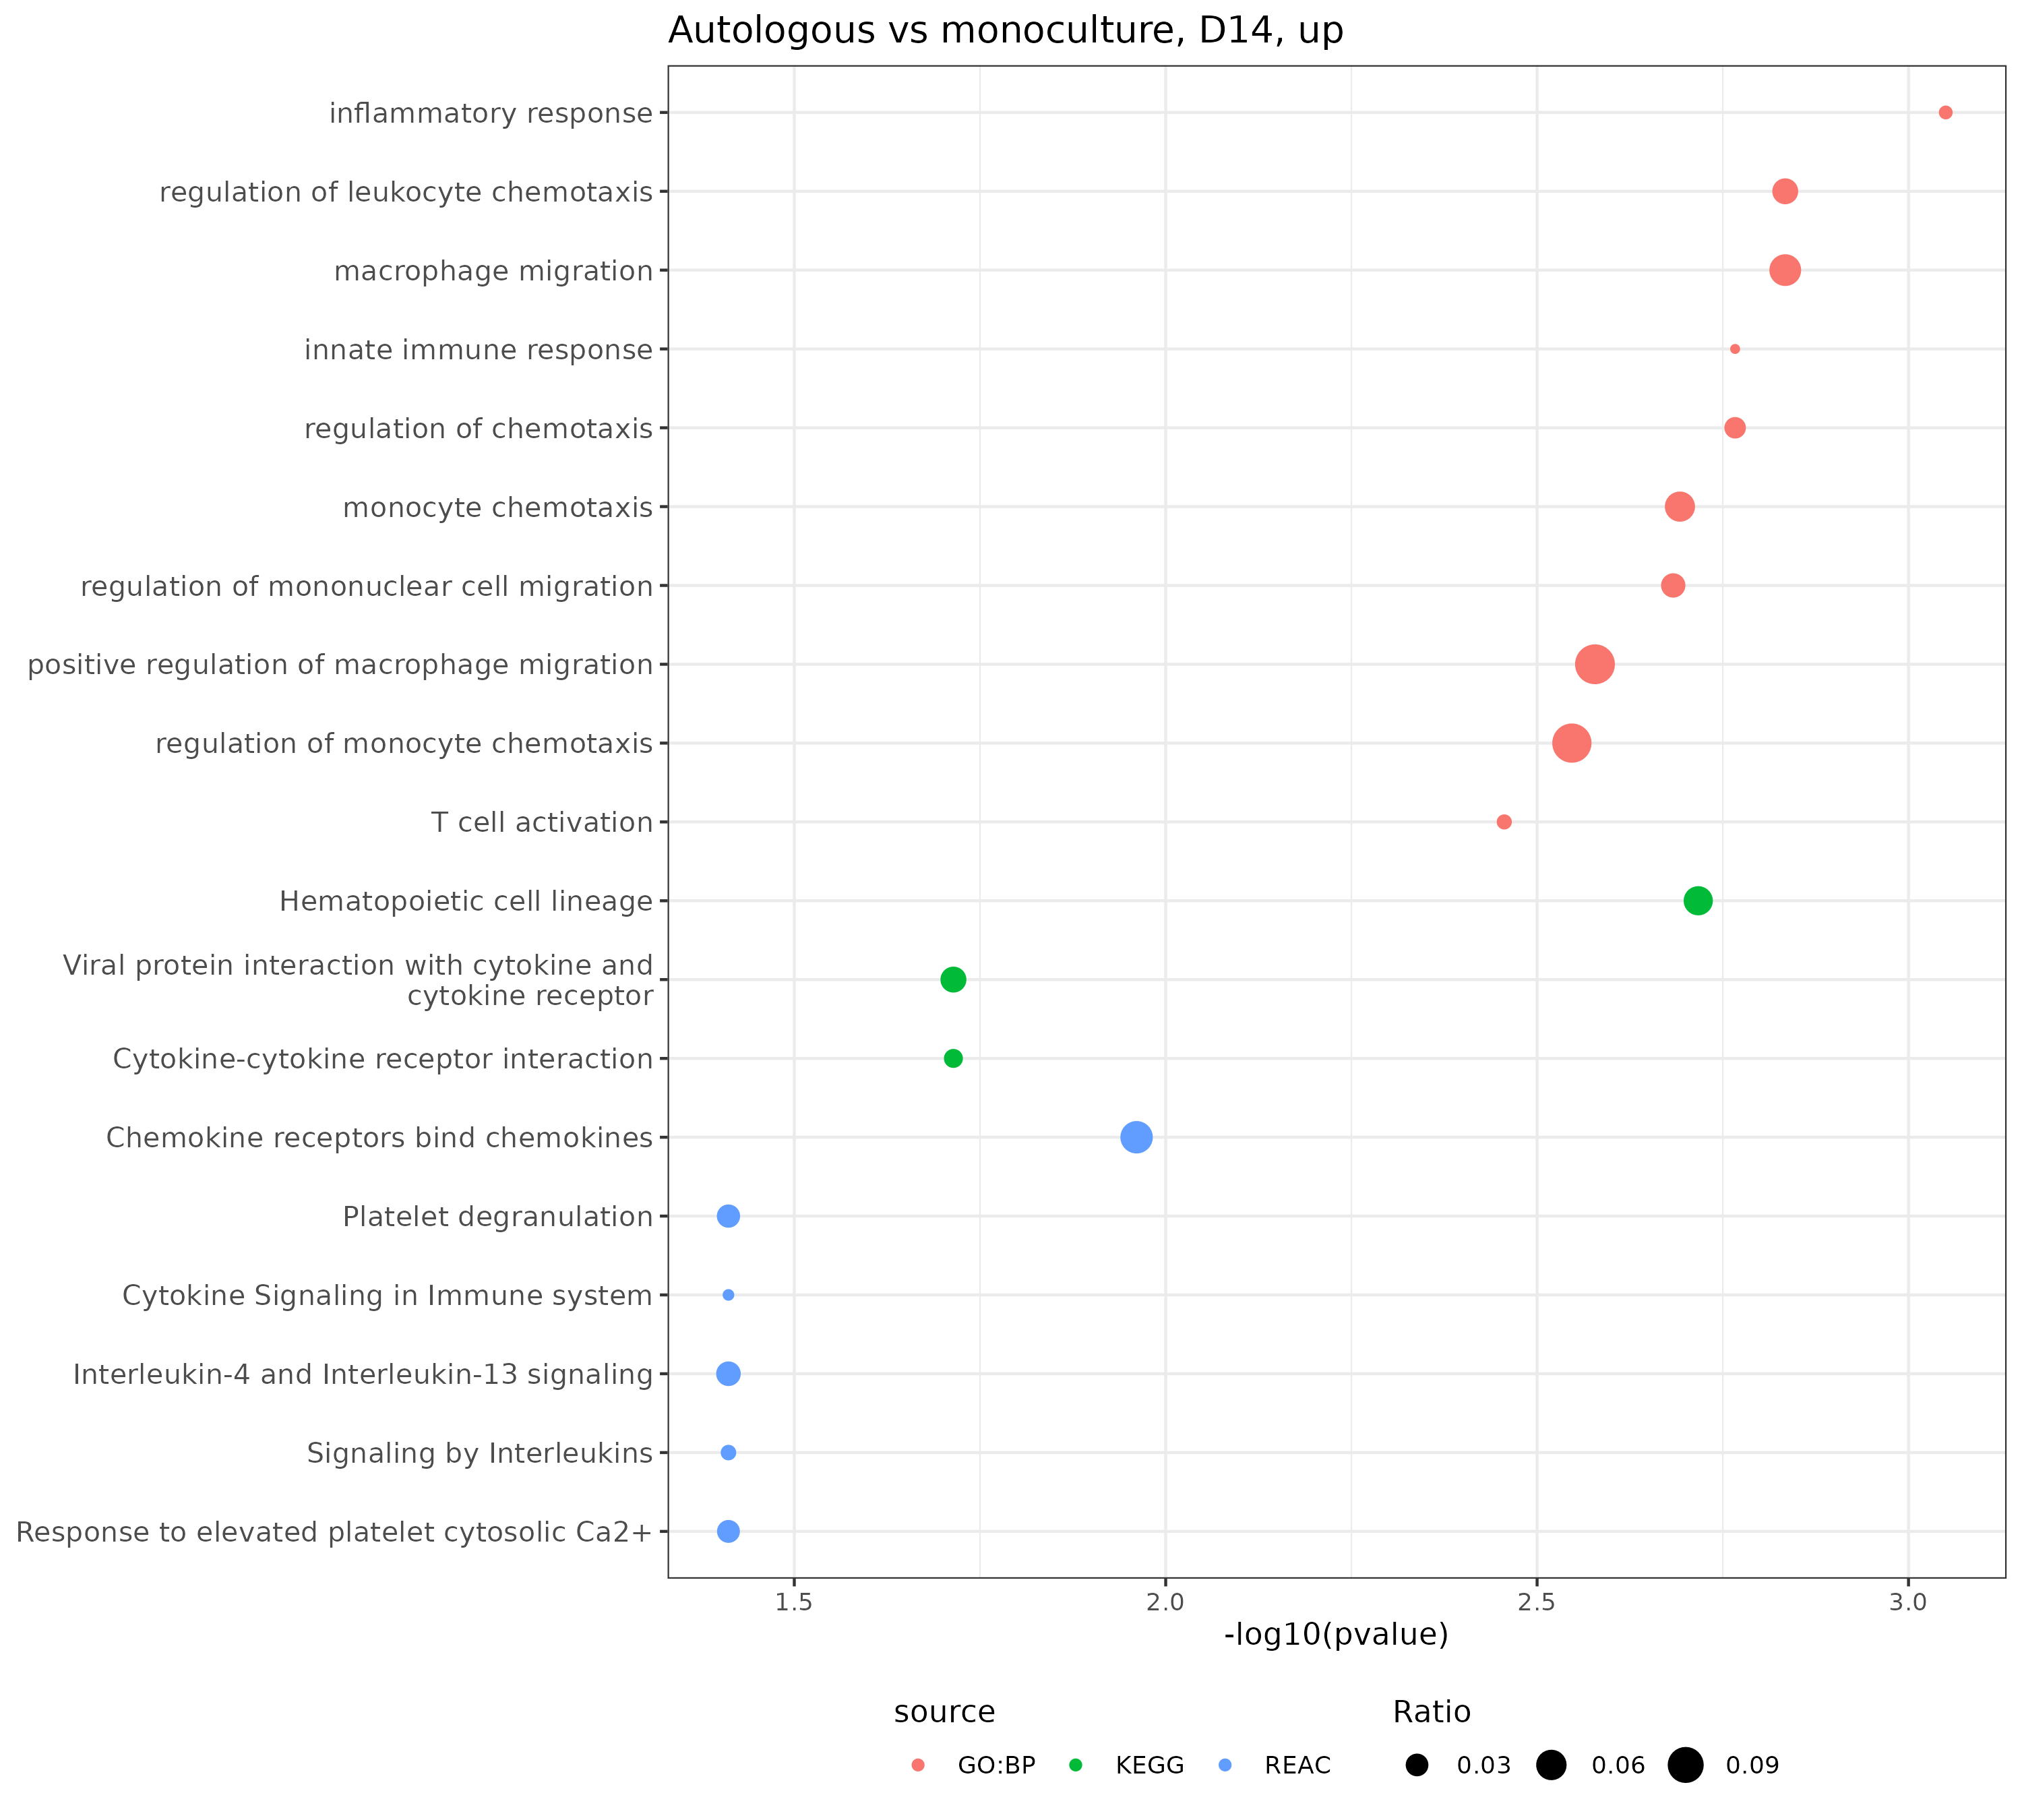 Autologous vs monoculture, D14, up
inflammatory response
regulation of leukocyte chemotaxis
macrophage migration
innate immune response
regulation of chemotaxis
monocyte chemotaxis
regulation of mononuclear cell migration
positive regulation of macrophage migration
regulation of monocyte chemotaxis
T cell activation
Hematopoietic cell lineage
Viral protein interaction with cytokine and
cytokine receptor
Cytokine-cytokine receptor interaction
Chemokine receptors bind chemokines
Platelet degranulation
Cytokine Signaling in Immune system
Interleukin-4 and Interleukin-13 signaling
Signaling by Interleukins
Response to elevated platelet cytosolic Ca2+
1.5 2.0 2.5 3.0
-log10(pvalue)
source Ratio
GO:BP KEGG REAC 0.03 0.06 0.09